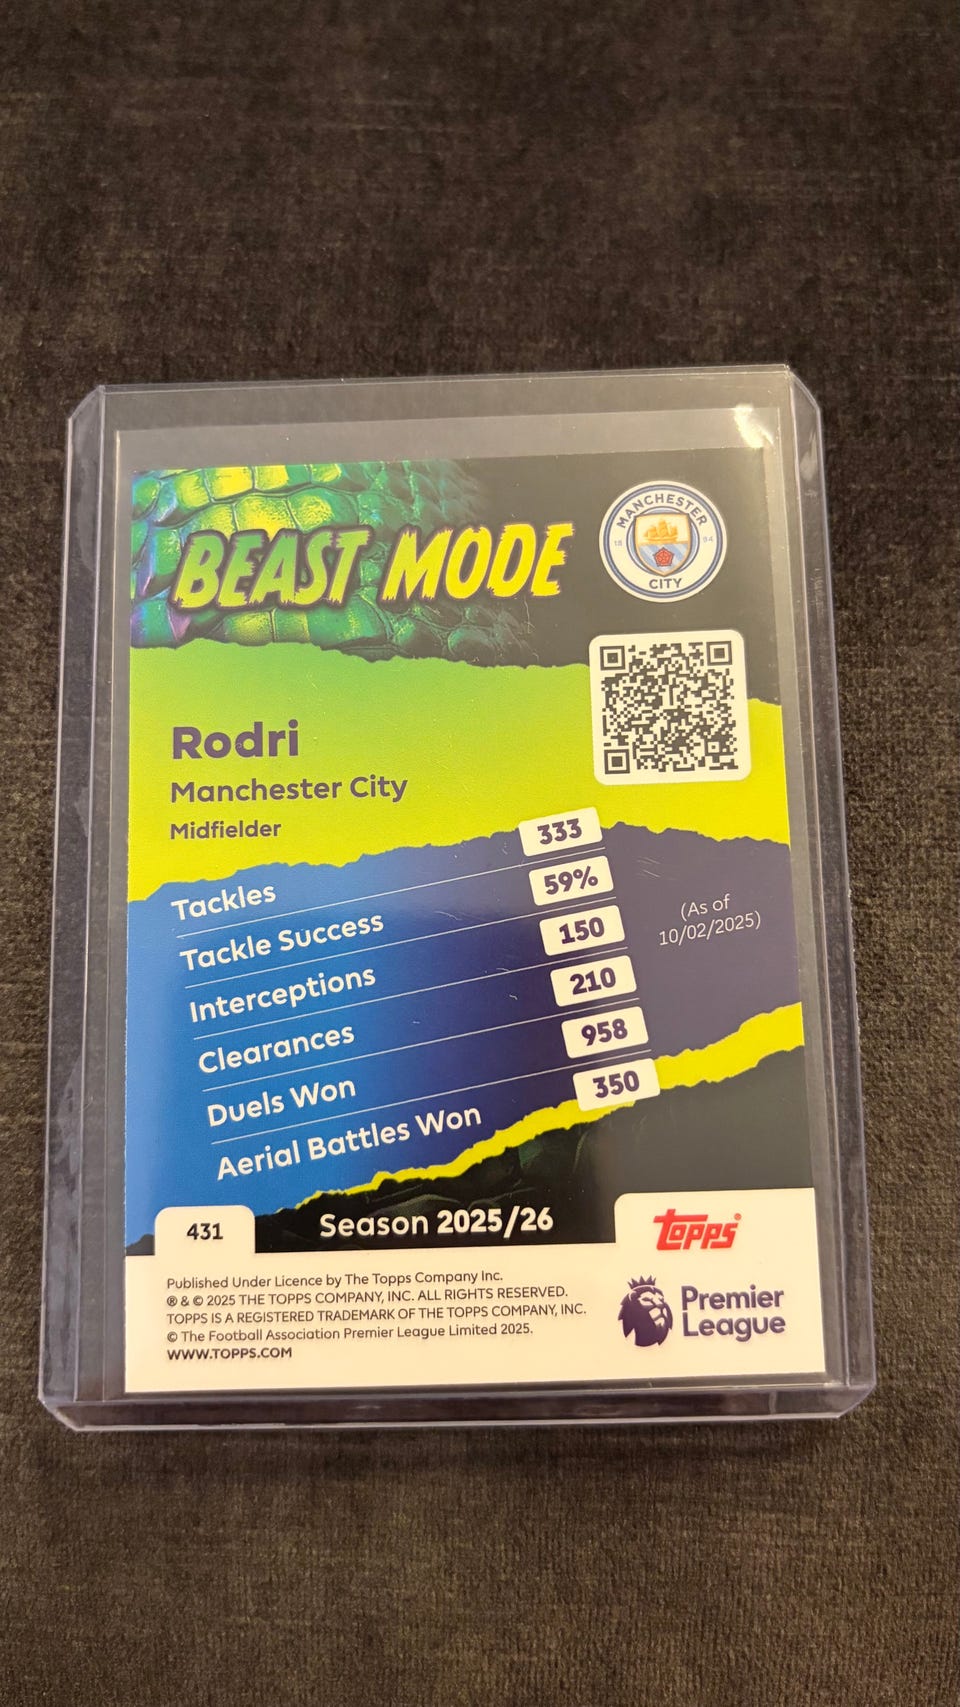 BEAST MODE
MANCHESTER
18 94
CITY
Rodri
Manchester City
Midfielder
Tackles 333
Tackle Success 59%
Interceptions 150
Clearances 210
Duels Won 958
Aerial Battles Won 350
(As of
10/02/2025)
431
Season 2025/26
topps®
Published Under Licence by The Topps Company Inc.
® & © 2025 THE TOPPS COMPANY, INC. ALL RIGHTS RESERVED.
TOPPS IS A REGISTERED TRADEMARK OF THE TOPPS COMPANY, INC.
© The Football Association Premier League Limited 2025.
WWW.TOPPS.COM
Premier
League